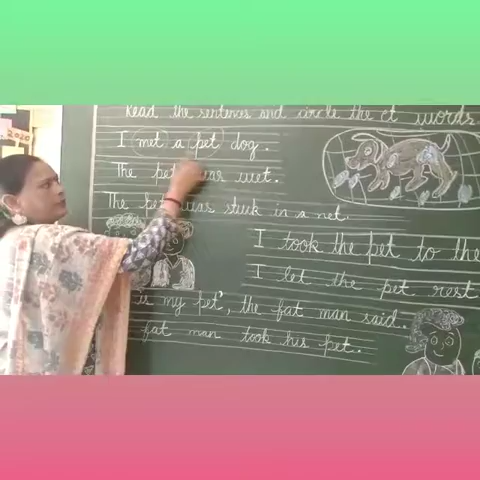 Read the sentences and circle the et words
I met a pet dog.
The pet was wet.
The pet was stuck in a net.
I took the pet to the
I let the pet rest
is my pet", the fat man said.
fat man took his pet.